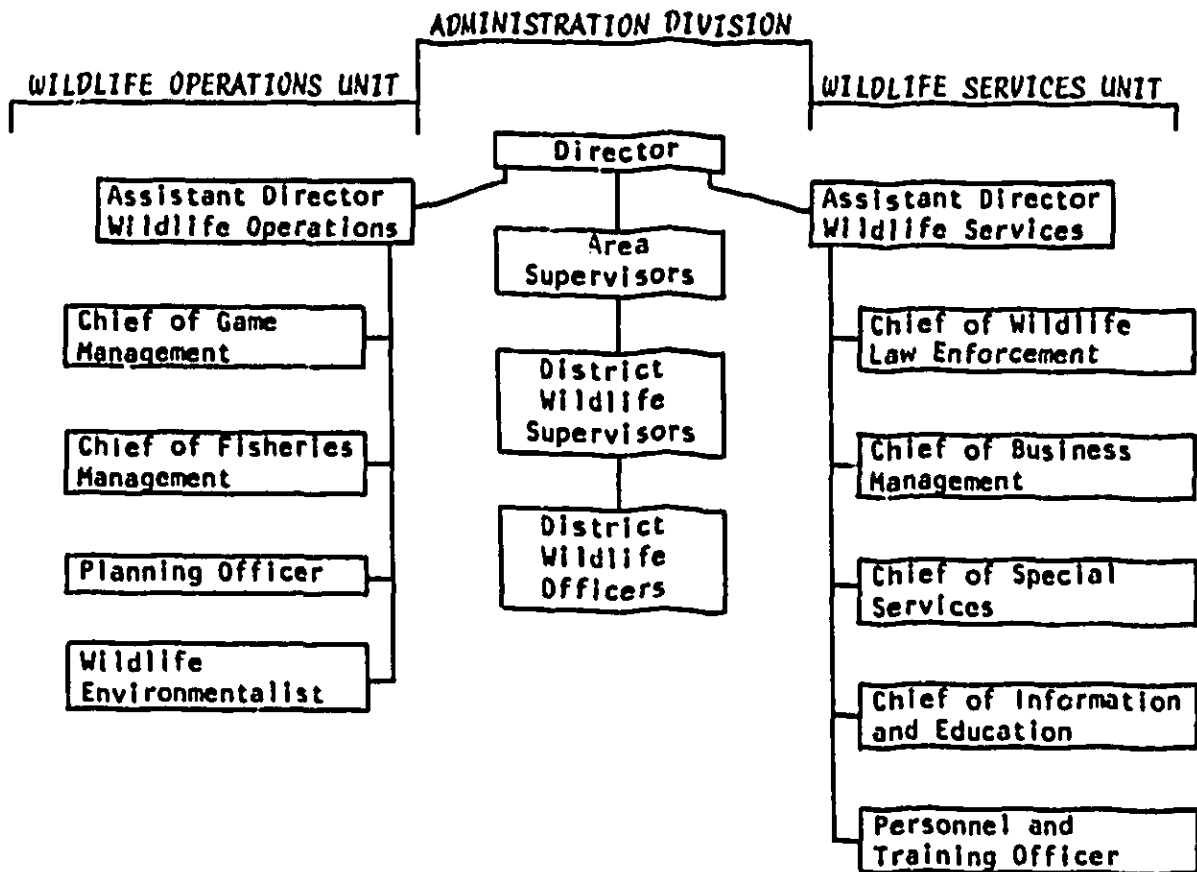 ADMINISTRATION DIVISION
WILDLIFE OPERATIONS UNIT
WILDLIFE SERVICES UNIT
Director
Assistant Director
Wildlife Operations
Assistant Director
Wildlife Services
Area
Supervisors
Chief of Game
Management
Chief of Wildlife
Law Enforcement
District
Wildlife
Supervisors
Chief of Fisheries
Management
Chief of Business
Management
District
Wildlife
Officers
Planning Officer
Chief of Special
Services
Wildlife
Environmentalist
Chief of Information
and Education
Personnel and
Training Officer